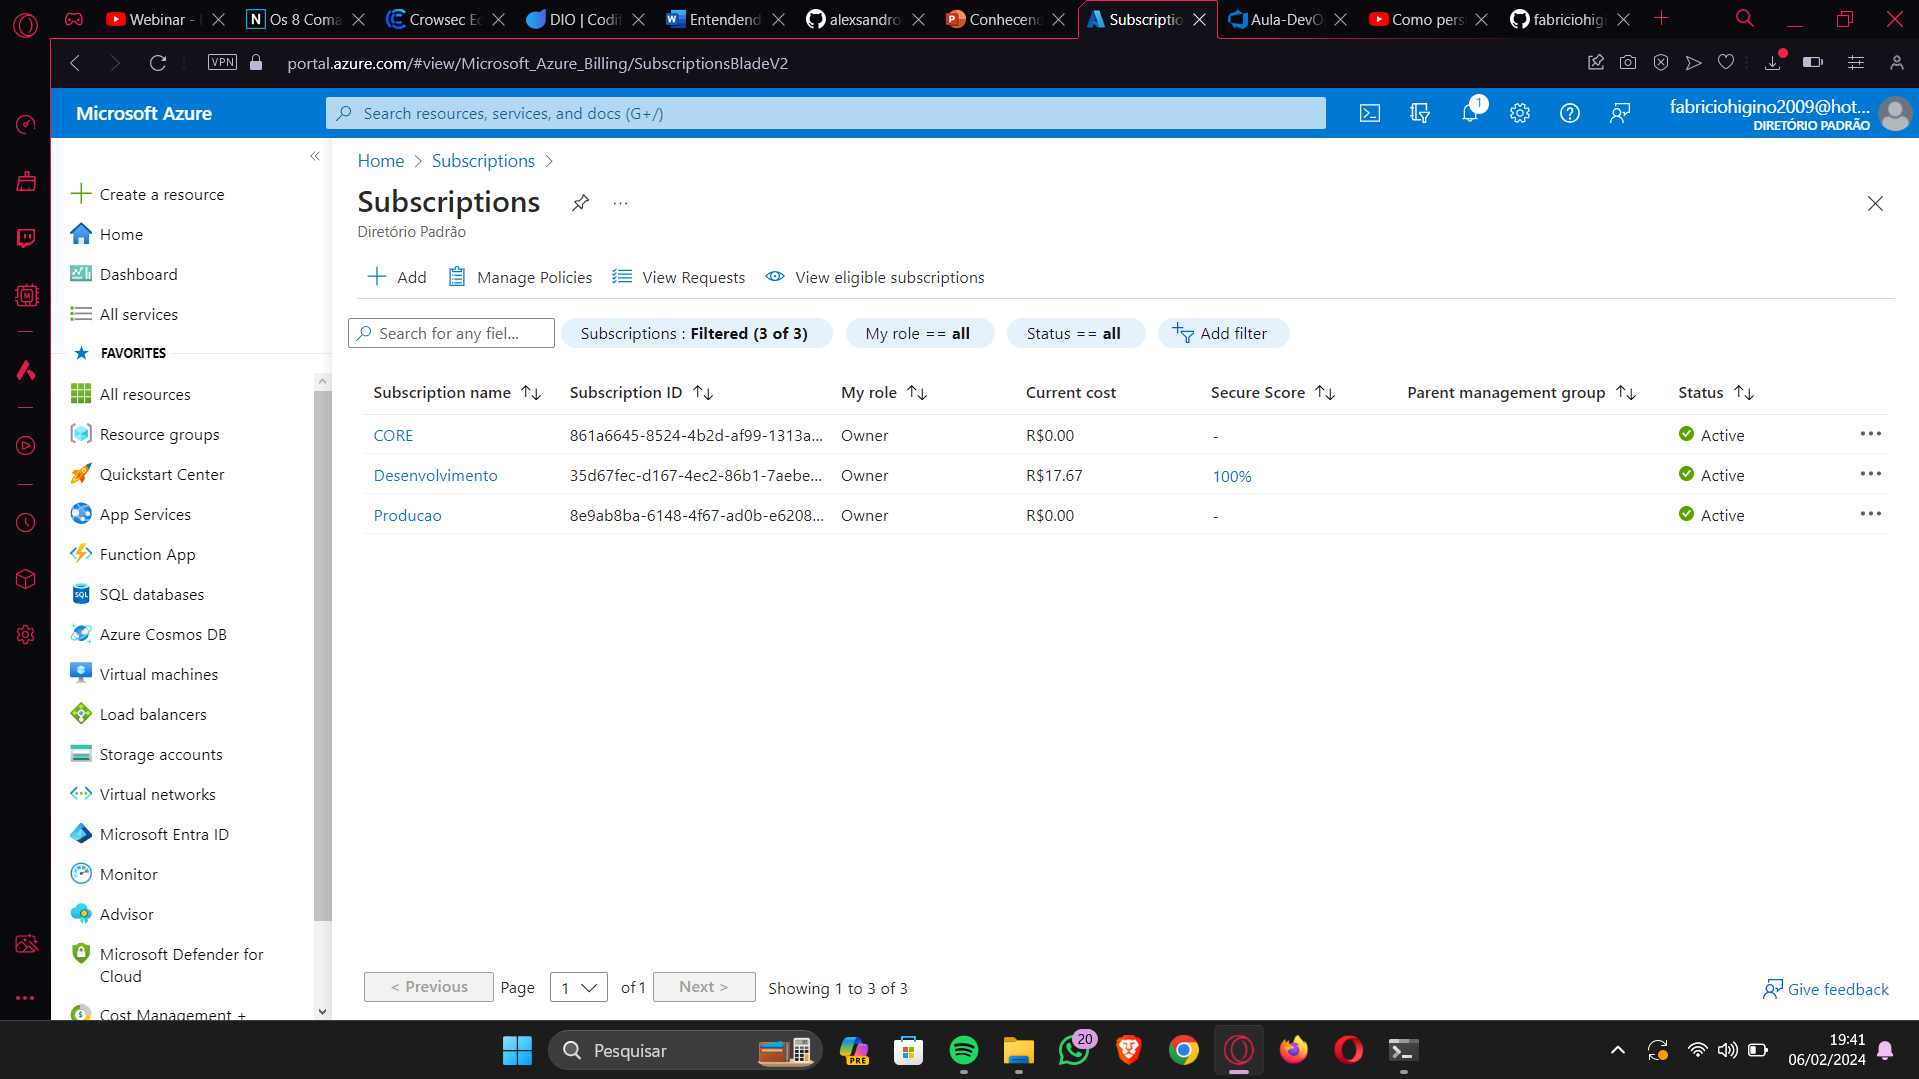 Webinar -
Os 8 Coma
Crowsec Ec
DIO | Codif
Entendend
alexsandro
Conhecenc
Subscriptio
Aula-DevO
Como pers
fabriciohigi
VPN
portal.azure.com/#view/Microsoft_Azure_Billing/SubscriptionsBladeV2
Microsoft Azure
Search resources, services, and docs (G+/)
1
fabriciohigino2009@hot...
DIRETÓRIO PADRÃO
Create a resource
Home
Dashboard
All services
FAVORITES
All resources
Resource groups
Quickstart Center
App Services
Function App
SQL databases
Azure Cosmos DB
Virtual machines
Load balancers
Storage accounts
Virtual networks
Microsoft Entra ID
Monitor
Advisor
Microsoft Defender for
Cloud
Cost Management +
Home > Subscriptions >
Subscriptions
Diretório Padrão
Add
Manage Policies
View Requests
View eligible subscriptions
Search for any fiel...
Subscriptions : Filtered (3 of 3)
My role == all
Status == all
Add filter
Subscription name Subscription ID My role Current cost Secure Score Parent management group Status
CORE 861a6645-8524-4b2d-af99-1313a... Owner R$0.00 - Active
Desenvolvimento 35d67fec-d167-4ec2-86b1-7aebe... Owner R$17.67 100% Active
Producao 8e9ab8ba-6148-4f67-ad0b-e6208... Owner R$0.00 - Active
< Previous Page 1 of 1 Next > Showing 1 to 3 of 3
Give feedback
Pesquisar
PRE
20
19:41
06/02/2024